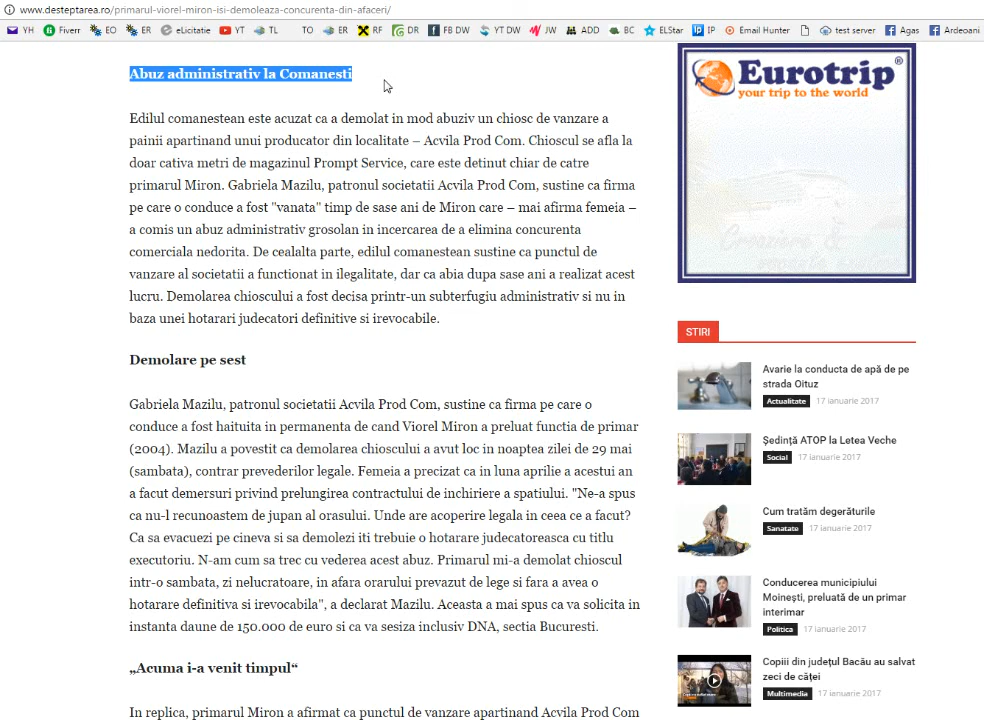 www.desteptarea.ro/primarul-viorel-miron-isi-demoleaza-concurenta-din-afaceri/
YH Fiverr EO ER eLicitatie YT TL TO ER RF DR FB DW YT DW JW ADD BC ELStar IP Email Hunter test server Agas Ardeoani
Abuz administrativ la Comanesti
Edilul comanestean este acuzat ca a demolat in mod abuziv un chiosc de vanzare a
painii apartinand unui producator din localitate – Acvila Prod Com. Chioscul se afla la
doar cativa metri de magazinul Prompt Service, care este detinut chiar de catre
primarul Miron. Gabriela Mazilu, patronul societatii Acvila Prod Com, sustine ca firma
pe care o conduce a fost "vanata" timp de sase ani de Miron care – mai afirma femeia –
a comis un abuz administrativ grosolan in incercarea de a elimina concurenta
comerciala nedorita. De cealalta parte, edilul comanestean sustine ca punctul de
vanzare al societatii a functionat in ilegalitate, dar ca abia dupa sase ani a realizat acest
lucru. Demolarea chioscului a fost decisa printr-un subterfugiu administrativ si nu in
baza unei hotarari judecatori definitive si irevocabile.
Demolare pe sest
Gabriela Mazilu, patronul societatii Acvila Prod Com, sustine ca firma pe care o
conduce a fost haituita in permanenta de cand Viorel Miron a preluat functia de primar
(2004). Mazilu a povestit ca demolarea chioscului a avut loc in noaptea zilei de 29 mai
(sambata), contrar prevederilor legale. Femeia a precizat ca in luna aprilie a acestui an
a facut demersuri privind prelungirea contractului de inchiriere a spatiului. "Ne-a spus
ca nu-l recunoastem de jupan al orasului. Unde are acoperire legala in ceea ce a facut?
Ca sa evacuezi pe cineva si sa demolezi iti trebuie o hotarare judecatoreasca cu titlu
executoriu. N-am cum sa trec cu vederea acest abuz. Primarul mi-a demolat chioscul
intr-o sambata, zi nelucratoare, in afara orarului prevazut de lege si fara a avea o
hotarare definitiva si irevocabila", a declarat Mazilu. Aceasta a mai spus ca va solicita in
instanta daune de 150.000 de euro si ca va sesiza inclusiv DNA, sectia Bucuresti.
„Acuma i-a venit timpul“
In replica, primarul Miron a afirmat ca punctul de vanzare apartinand Acvila Prod Com
Eurotrip®
your trip to the world
Croaziere &
STIRI
Avarie la conducta de apă de pe
strada Oituz
Actualitate 17 ianuarie 2017
Ședință ATOP la Letea Veche
Social 17 ianuarie 2017
Cum tratăm degerăturile
Sanatate 17 ianuarie 2017
Conducerea municipiului
Moinești, preluată de un primar
interimar
Politica 17 ianuarie 2017
Copiii din județul Bacău au salvat
zeci de căței
Multimedia 17 ianuarie 2017